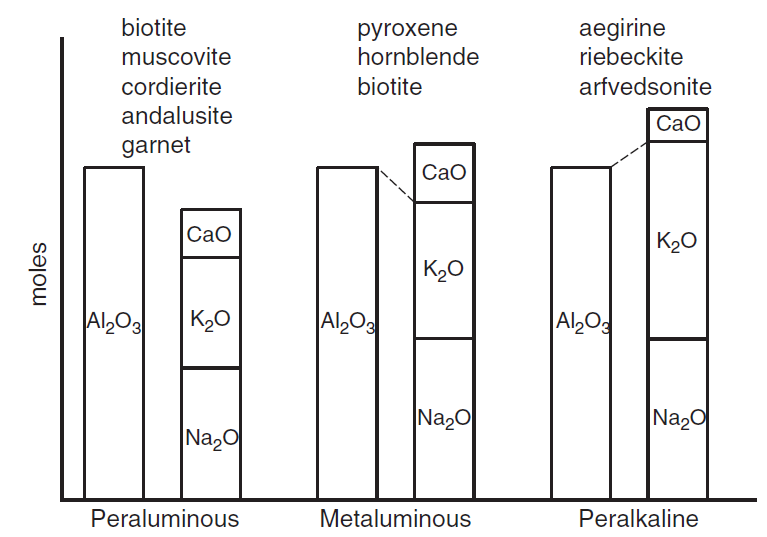 biotite
muscovite
cordierite
andalusite
garnet
pyroxene
hornblende
biotite
aegirine
riebeckite
arfvedsonite
moles
Al₂O₃
CaO
K₂O
Na₂O
Al₂O₃
CaO
K₂O
Na₂O
Al₂O₃
CaO
K₂O
Na₂O
Peraluminous
Metaluminous
Peralkaline